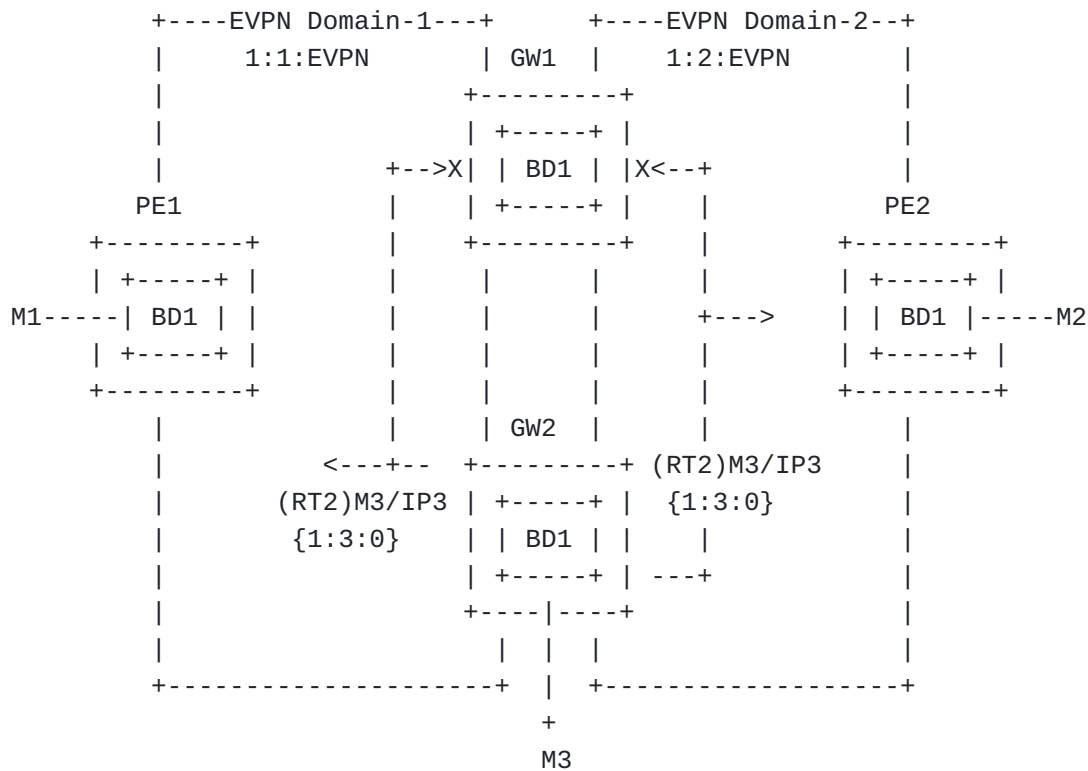 +----EVPN Domain-1---+      +----EVPN Domain-2--+
|      1:1:EVPN       | GW1  |      1:2:EVPN       |
|                    +---------+                  |
|                    | +-----+ |                  |
|              +-->X| | BD1 | |X<--+             |
PE1            |    | +-----+ |    |           PE2
+---------+         |    +---------+    |        +---------+
| +-----+ |         |     |      |      |        | +-----+ |
M1-----| BD1 | |         |     |      |      +--->    | | BD1 |-----M2
| +-----+ |         |     |      |      |        | +-----+ |
+---------+         |     |      |      |        +---------+
|              |     | GW2  |      |            |
|          <---+--  +---------+ (RT2)M3/IP3     |
|       (RT2)M3/IP3 | +-----+ |  {1:3:0}        |
|        {1:3:0}    | | BD1 | |    |            |
|                   | +-----+ | ---+            |
|                   +----|----+                 |
|                     |  |  |                   |
+---------------------+  |  +-------------------+
+
M3